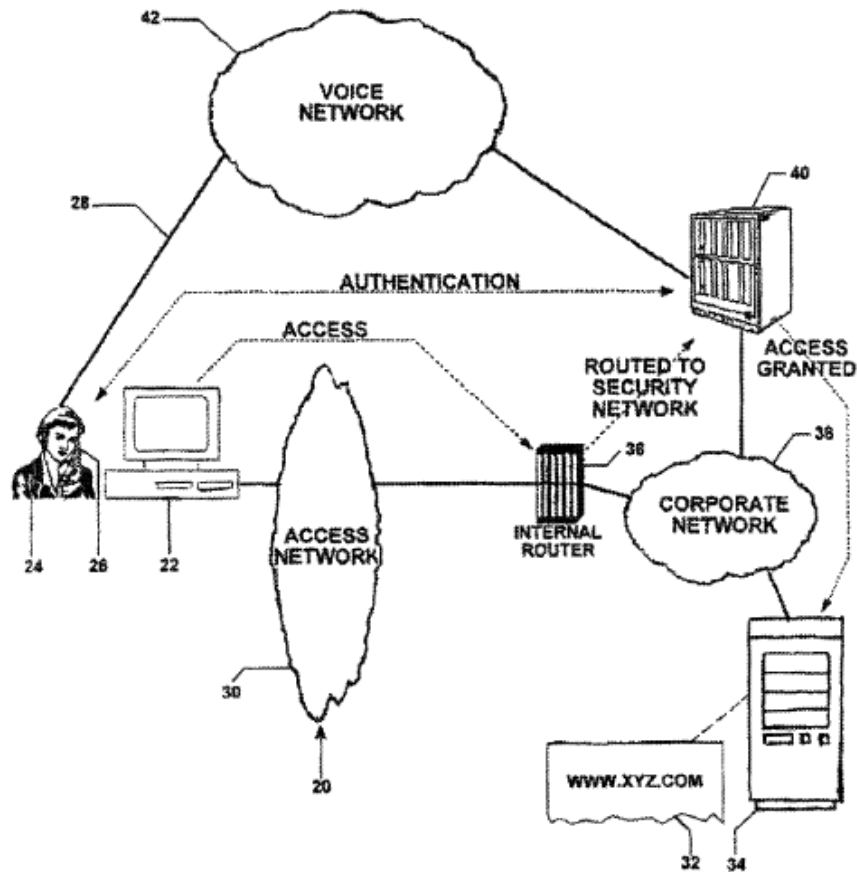 42
VOICE
NETWORK
28
40
AUTHENTICATION
ACCESS
ROUTED TO
SECURITY
NETWORK
ACCESS
GRANTED
36
38
CORPORATE
NETWORK
INTERNAL
ROUTER
ACCESS
NETWORK
24
26
22
30
20
WWW.XYZ.COM
32
34